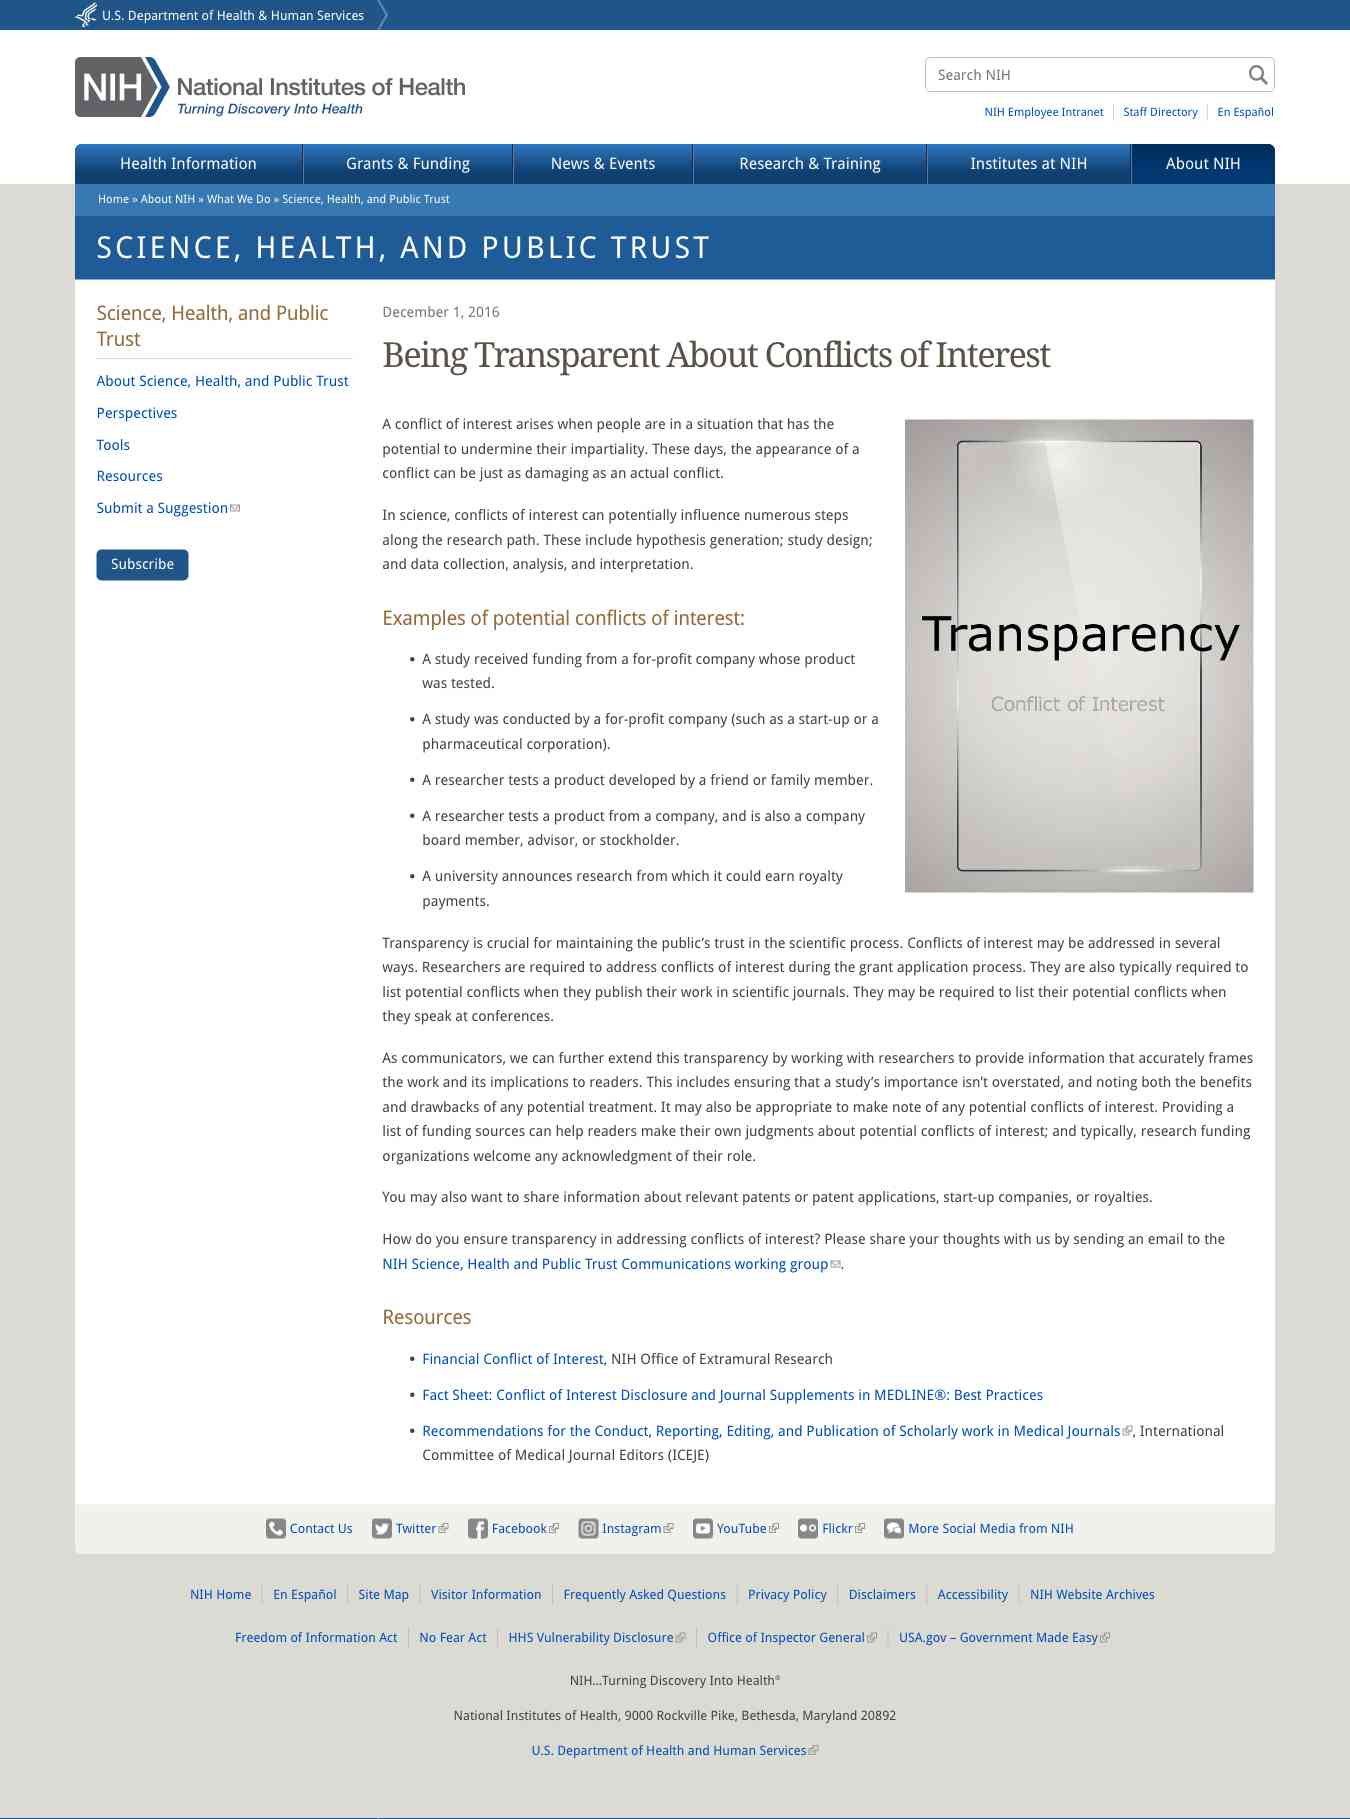 U.S. Department of Health & Human Services
NIH National Institutes of Health
Turning Discovery Into Health
Search NIH
NIH Employee Intranet Staff Directory En Español
Health Information Grants & Funding News & Events Research & Training Institutes at NIH About NIH
Home » About NIH » What We Do » Science, Health, and Public Trust
SCIENCE, HEALTH, AND PUBLIC TRUST
Science, Health, and Public
Trust
About Science, Health, and Public Trust
Perspectives
Tools
Resources
Submit a Suggestion
Subscribe
December 1, 2016
Being Transparent About Conflicts of Interest
A conflict of interest arises when people are in a situation that has the
potential to undermine their impartiality. These days, the appearance of a
conflict can be just as damaging as an actual conflict.
In science, conflicts of interest can potentially influence numerous steps
along the research path. These include hypothesis generation; study design;
and data collection, analysis, and interpretation.
Examples of potential conflicts of interest:
• A study received funding from a for-profit company whose product
was tested.
• A study was conducted by a for-profit company (such as a start-up or a
pharmaceutical corporation).
• A researcher tests a product developed by a friend or family member.
• A researcher tests a product from a company, and is also a company
board member, advisor, or stockholder.
• A university announces research from which it could earn royalty
payments.
Transparency
Conflict of Interest
Transparency is crucial for maintaining the public’s trust in the scientific process. Conflicts of interest may be addressed in several
ways. Researchers are required to address conflicts of interest during the grant application process. They are also typically required to
list potential conflicts when they publish their work in scientific journals. They may be required to list their potential conflicts when
they speak at conferences.
As communicators, we can further extend this transparency by working with researchers to provide information that accurately frames
the work and its implications to readers. This includes ensuring that a study’s importance isn't overstated, and noting both the benefits
and drawbacks of any potential treatment. It may also be appropriate to make note of any potential conflicts of interest. Providing a
list of funding sources can help readers make their own judgments about potential conflicts of interest; and typically, research funding
organizations welcome any acknowledgment of their role.
You may also want to share information about relevant patents or patent applications, start-up companies, or royalties.
How do you ensure transparency in addressing conflicts of interest? Please share your thoughts with us by sending an email to the
NIH Science, Health and Public Trust Communications working group.
Resources
• Financial Conflict of Interest, NIH Office of Extramural Research
• Fact Sheet: Conflict of Interest Disclosure and Journal Supplements in MEDLINE®: Best Practices
• Recommendations for the Conduct, Reporting, Editing, and Publication of Scholarly work in Medical Journals, International
Committee of Medical Journal Editors (ICEJE)
Contact Us Twitter Facebook Instagram YouTube Flickr More Social Media from NIH
NIH Home En Español Site Map Visitor Information Frequently Asked Questions Privacy Policy Disclaimers Accessibility NIH Website Archives
Freedom of Information Act No Fear Act HHS Vulnerability Disclosure Office of Inspector General USA.gov – Government Made Easy
NIH…Turning Discovery Into Health®
National Institutes of Health, 9000 Rockville Pike, Bethesda, Maryland 20892
U.S. Department of Health and Human Services